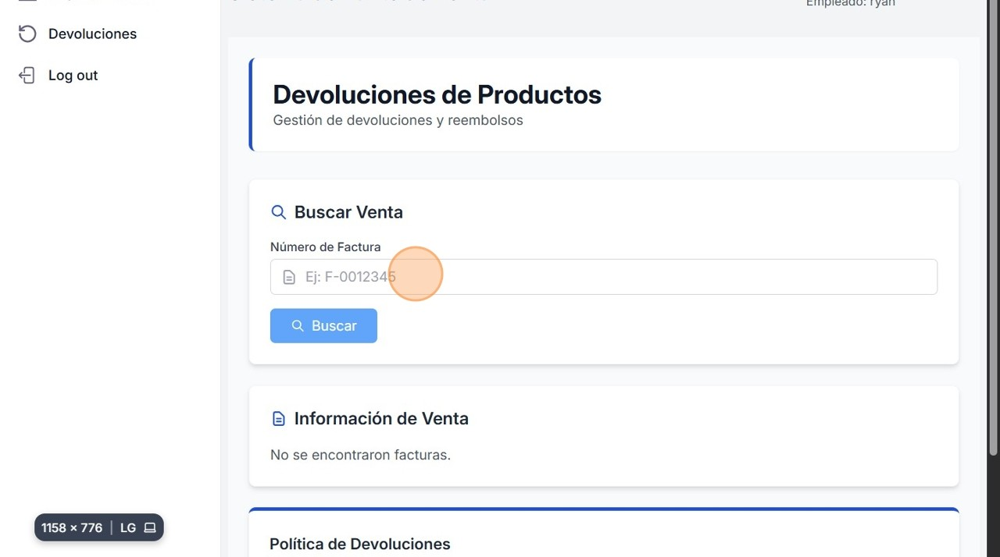 Empleado: ryan
Devoluciones
Log out
Devoluciones de Productos
Gestión de devoluciones y reembolsos
Buscar Venta
Número de Factura
Ej: F-0012345
Buscar
Información de Venta
No se encontraron facturas.
1158 × 776 | LG
Política de Devoluciones